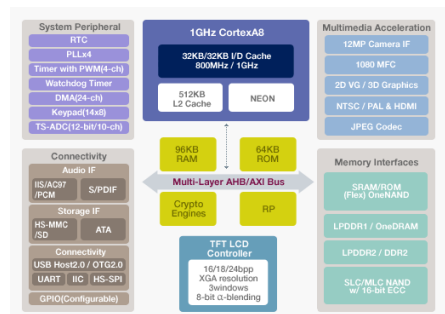 System Peripheral
RTC
PLLx4
Timer with PWM(4-ch)
Watchdog Timer
DMA(24-ch)
Keypad(14x8)
TS-ADC(12-bit/10-ch)
1GHz CortexA8
32KB/32KB I/D Cache
800MHz / 1GHz
512KB
L2 Cache
NEON
Multimedia Acceleration
12MP Camera IF
1080 MFC
2D VG / 3D Graphics
NTSC / PAL & HDMI
JPEG Codec
96KB
RAM
64KB
ROM
Multi-Layer AHB/AXI Bus
Crypto
Engines
RP
Connectivity
Audio IF
IIS/AC97
/PCM
S/PDIF
Storage IF
HS-MMC
/SD
ATA
Connectivity
USB Host2.0 / OTG2.0
UART
IIC
HS-SPI
GPIO(Configurable)
TFT LCD
Controller
16/18/24bpp
XGA resolution
3windows
8-bit α-blending
Memory Interfaces
SRAM/ROM
(Flex) OneNAND
LPDDR1 / OneDRAM
LPDDR2 / DDR2
SLC/MLC NAND
w/ 16-bit ECC